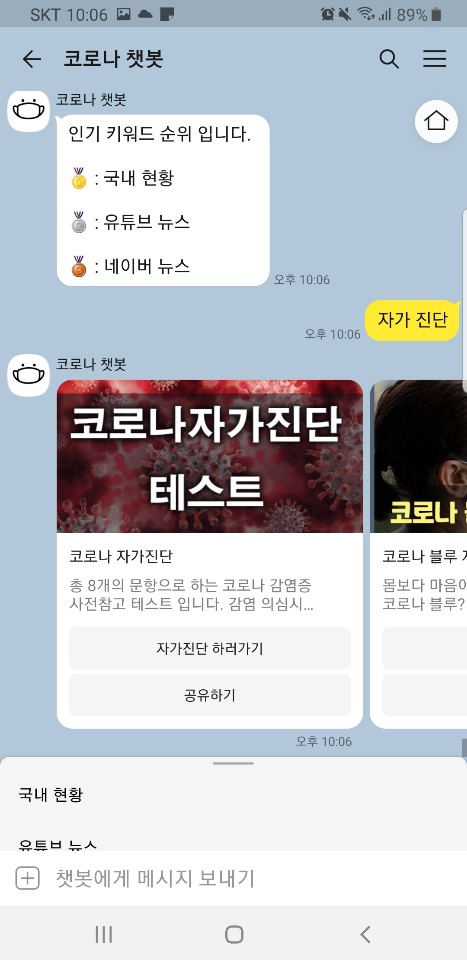 SKT 10:06 89%
코로나 챗봇
코로나 챗봇
인기 키워드 순위 입니다.
: 국내 현황
: 유튜브 뉴스
: 네이버 뉴스
오후 10:06
자가 진단
오후 10:06
코로나 챗봇
코로나자가진단
테스트
코로나 자가진단
총 8개의 문항으로 하는 코로나 감염증
사전참고 테스트 입니다. 감염 의심시...
자가진단 하러가기
공유하기
코로나
코로나 블루
몸보다 마음이
코로나 블루?
오후 10:06
국내 현황
유튜브 뉴스
챗봇에게 메시지 보내기